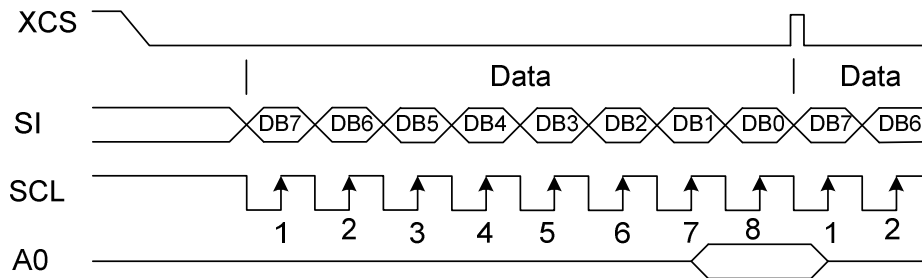 XCS
Data Data
SI DB7 DB6 DB5 DB4 DB3 DB2 DB1 DB0 DB7 DB6
SCL
1 2 3 4 5 6 7 8 1 2
A0